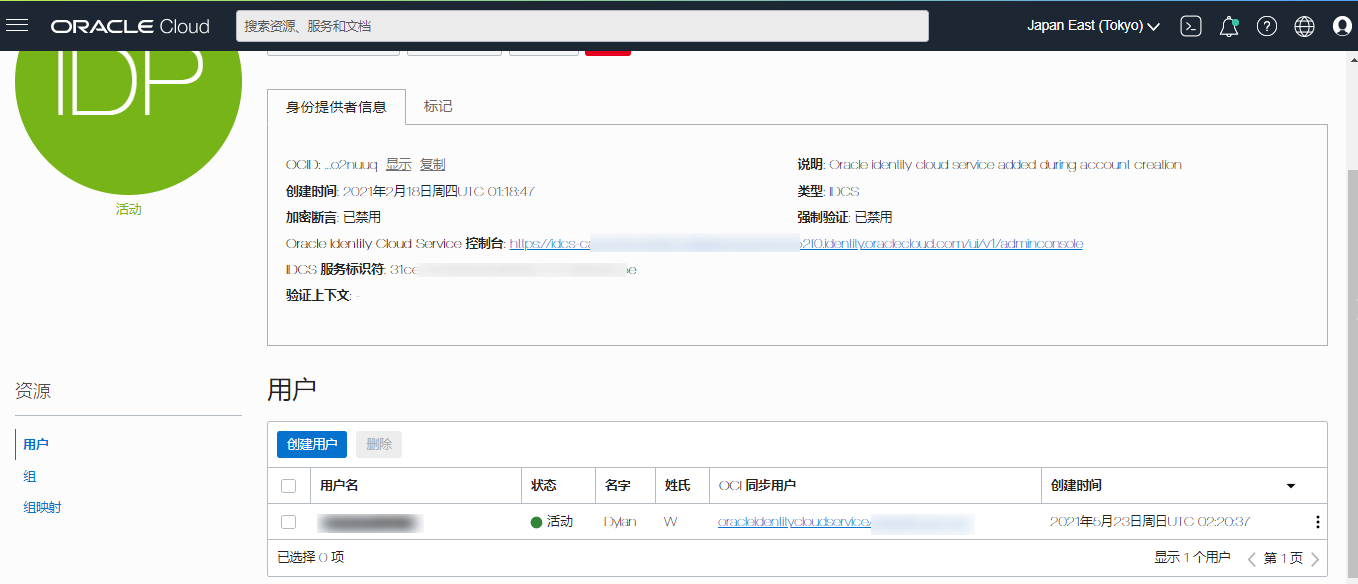 ORACLE Cloud 搜索资源、服务和文档 Japan East (Tokyo)
IDP
活动
身份提供者信息 标记
OCID: ...o2nuuq 显示 复制
说明: Oracle identity cloud service added during account creation
创建时间: 2021年2月18日周四UTC 01:18:47
类型: IDCS
加密断言: 已禁用
强制验证: 已禁用
Oracle Identity Cloud Service 控制台: https://idcs-ca 2f0.identity.oraclecloud.com/ui/v1/adminconsole
IDCS 服务标识符: 31ce e
验证上下文: -
资源
用户
组
组映射
用户
创建用户 删除
用户名 状态 名字 姓氏 OCI 同步用户 创建时间
活动 Dylan W oracleidentitycloudservice/ 2021年5月23日周日UTC 02:20:37
已选择 0 项 显示 1 个用户 第 1 页